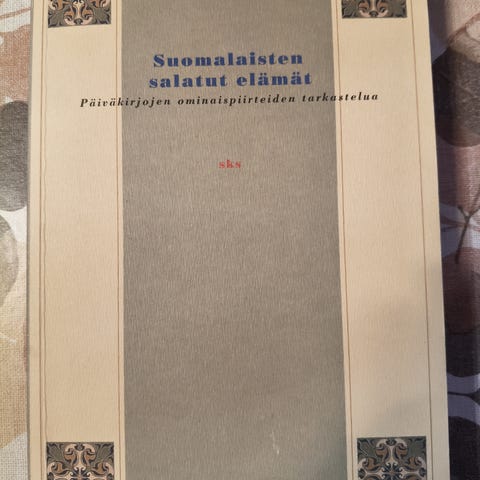 Suomalaisten
salatut elämät
Päiväkirjojen ominaispiirteiden tarkastelua
sks